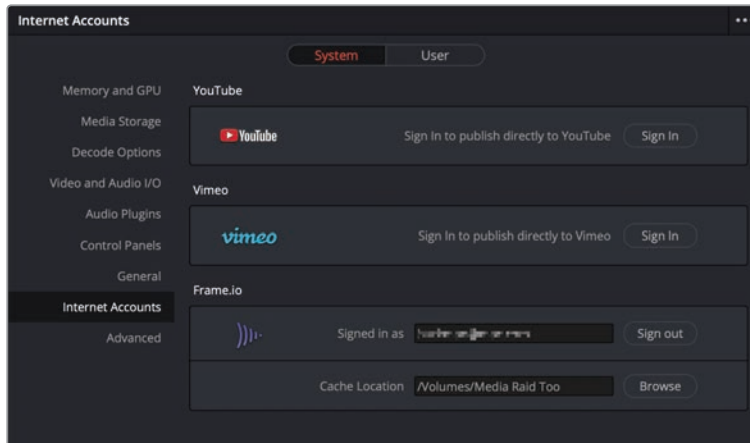 Internet Accounts
System User
Memory and GPU
Media Storage
Decode Options
Video and Audio I/O
Audio Plugins
Control Panels
General
Internet Accounts
Advanced
YouTube
YouTube Sign In to publish directly to YouTube Sign In
Vimeo
vimeo Sign In to publish directly to Vimeo Sign In
Frame.io
Signed in as Sign out
Cache Location /Volumes/Media Raid Too Browse